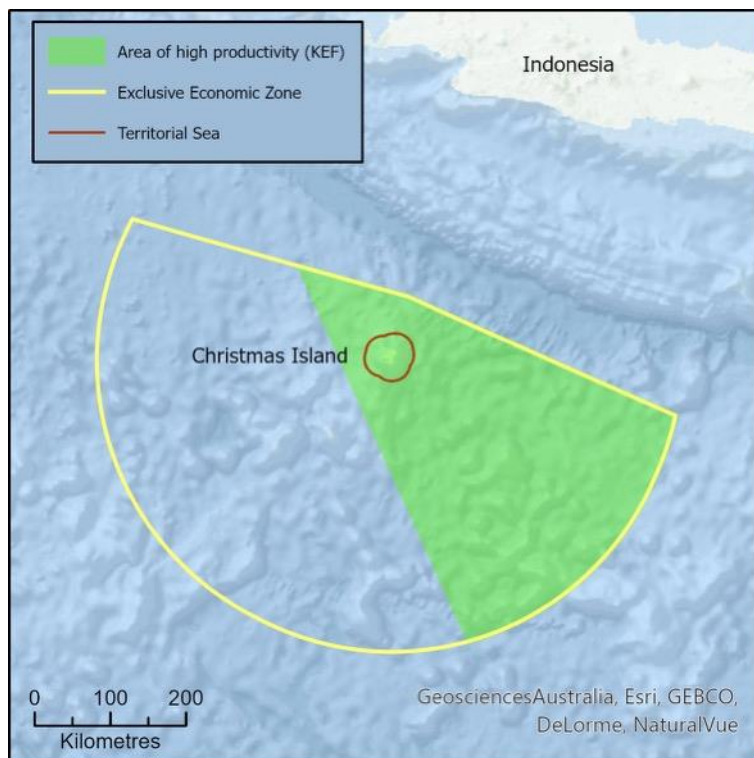 Area of high productivity (KEF)
Exclusive Economic Zone
Territorial Sea
Indonesia
Christmas Island
0 100 200
Kilometres
GeosciencesAustralia, Esri, GEBCO,
DeLorme, NaturalVue